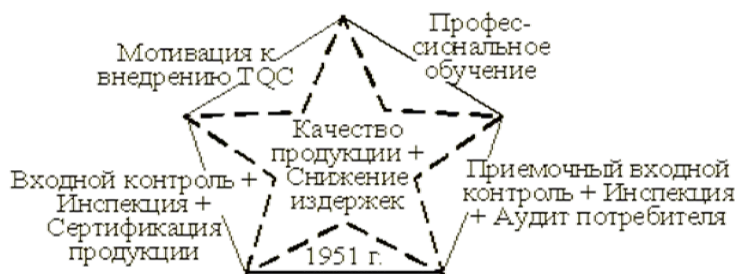 Мотивация к
внедрению TQC
Профес-
сиональное
обучение
Качество
продукции +
Снижение
издержек
Входной контроль +
Инспекция +
Сертификация
продукции
Приемочный входной
контроль + Инспекция
+ Аудит потребителя
1951 г.